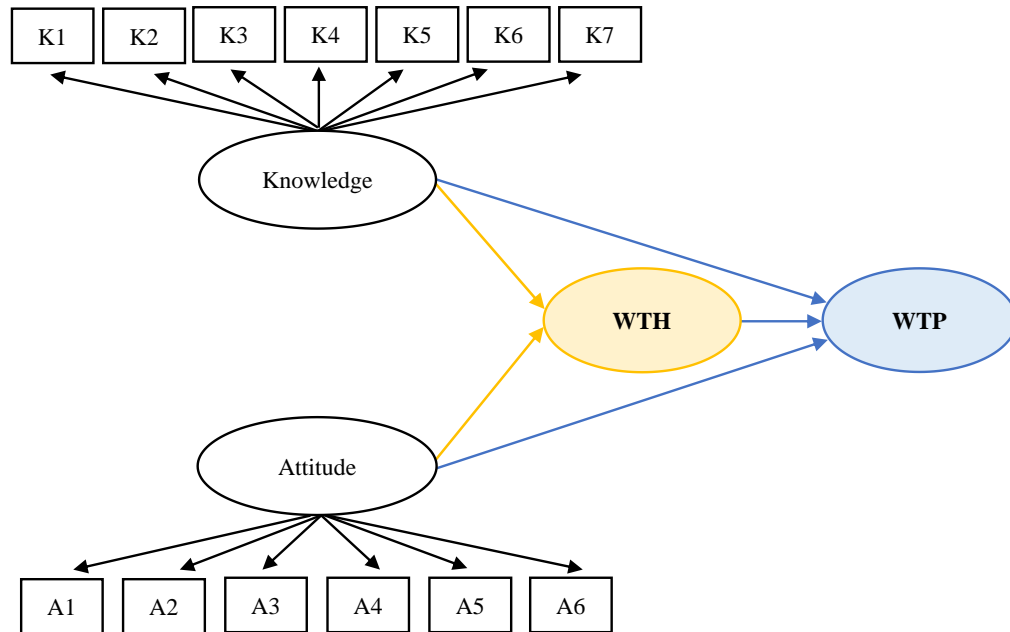 K1 K2 K3 K4 K5 K6 K7
Knowledge
WTH WTP
Attitude
A1 A2 A3 A4 A5 A6